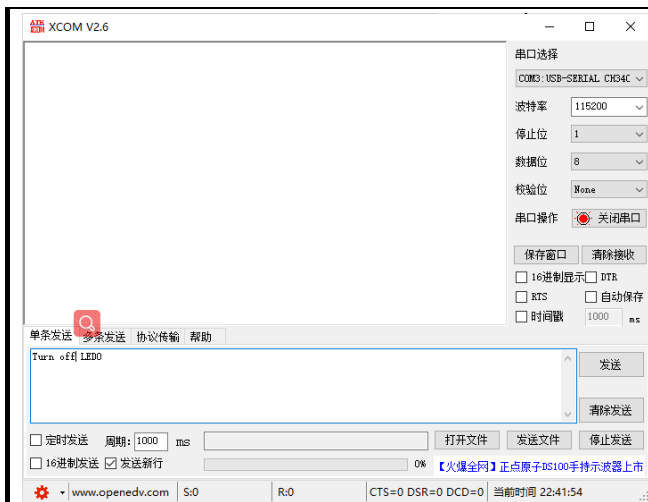 XCOM V2.6
串口选择
COM3:USB-SERIAL CH34C
波特率 115200
停止位 1
数据位 8
校验位 None
串口操作 关闭串口
保存窗口 清除接收
16进制显示 DTR
RTS 自动保存
时间戳 1000 ms
单条发送 多条发送 协议传输 帮助
Turn off LED0
发送
清除发送
定时发送 周期: 1000 ms 打开文件 发送文件 停止发送
16进制发送 发送新行 0% 【火爆全网】正点原子DS100手持示波器上市
www.openedv.com S:0 R:0 CTS=0 DSR=0 DCD=0 当前时间 22:41:54